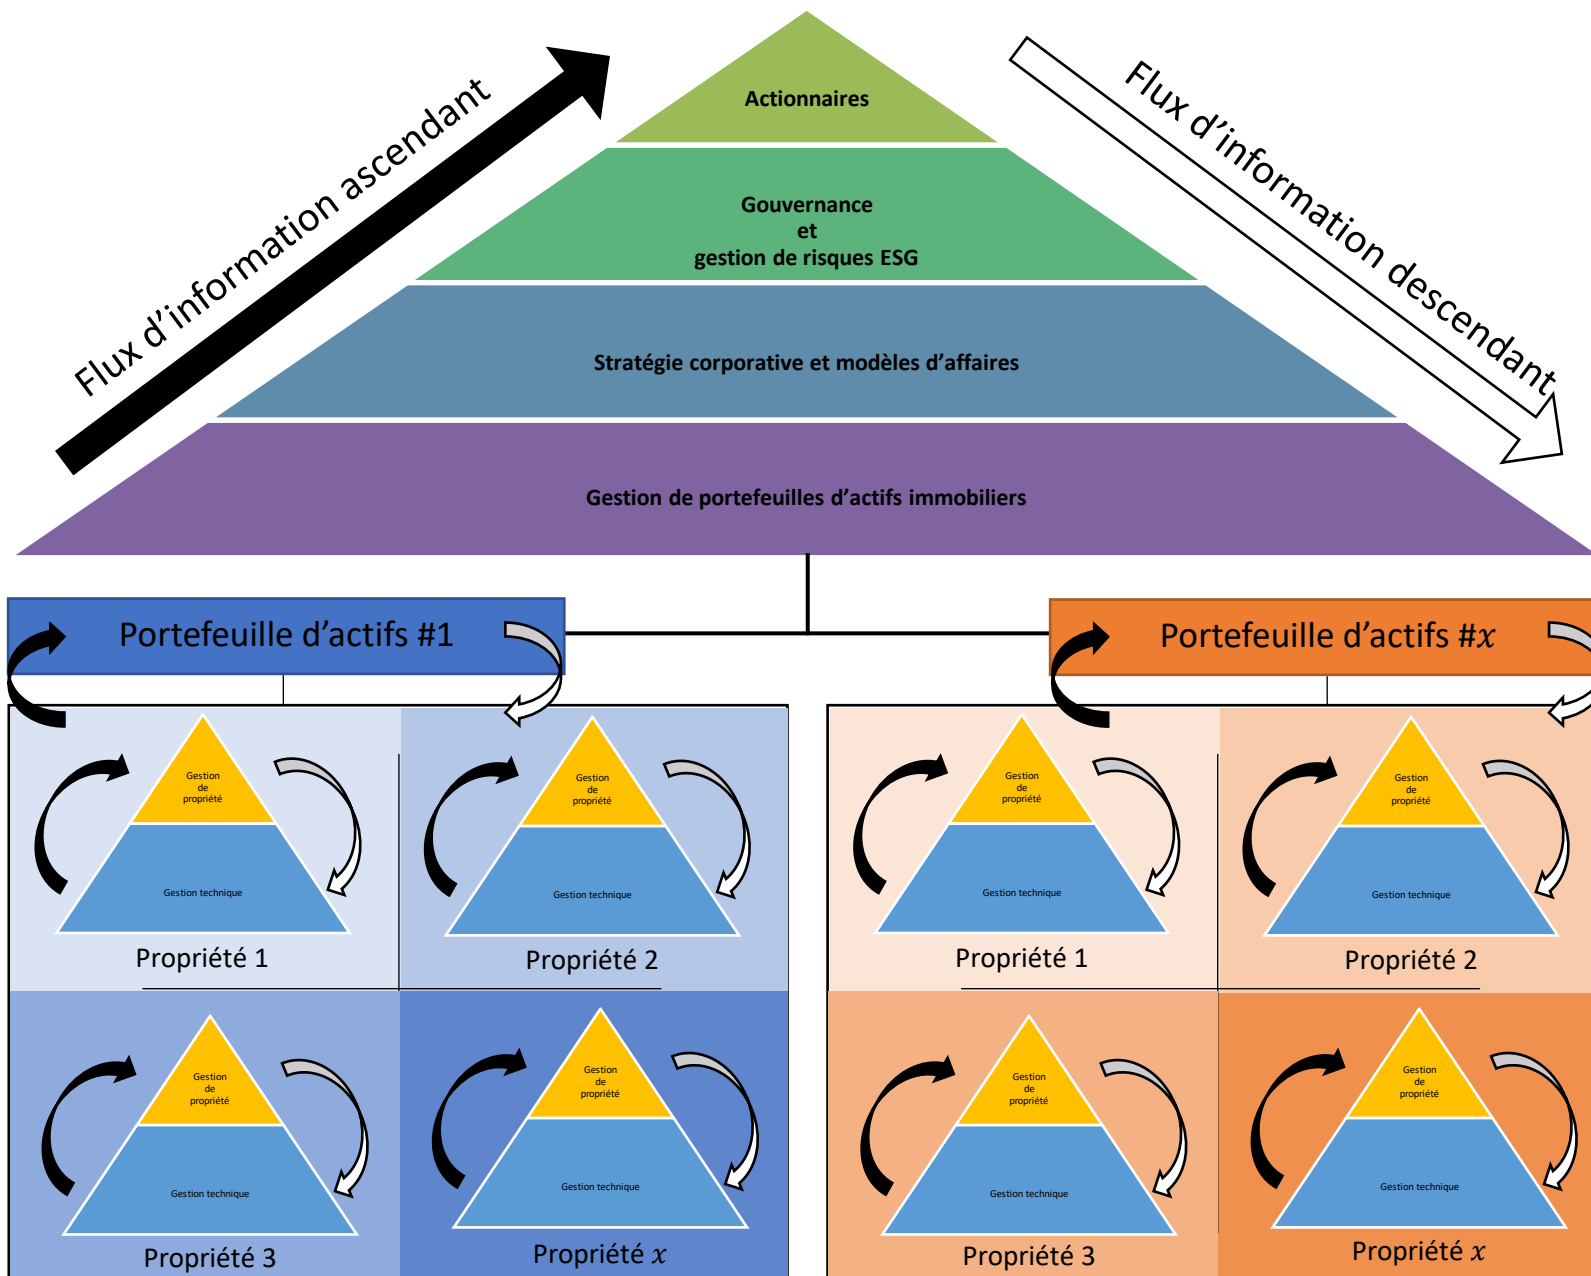 Flux d’information ascendant
Flux d’information descendant
Actionnaires
Gouvernance
et
gestion de risques ESG
Stratégie corporative et modèles d’affaires
Gestion de portefeuilles d’actifs immobiliers
Portefeuille d’actifs #1
Portefeuille d’actifs #x
Gestion
de
propriété
Gestion technique
Propriété 1
Gestion
de
propriété
Gestion technique
Propriété 2
Gestion
de
propriété
Gestion technique
Propriété 3
Gestion
de
propriété
Gestion technique
Propriété x
Gestion
de
propriété
Gestion technique
Propriété 1
Gestion
de
propriété
Gestion technique
Propriété 2
Gestion
de
propriété
Gestion technique
Propriété 3
Gestion
de
propriété
Gestion technique
Propriété x